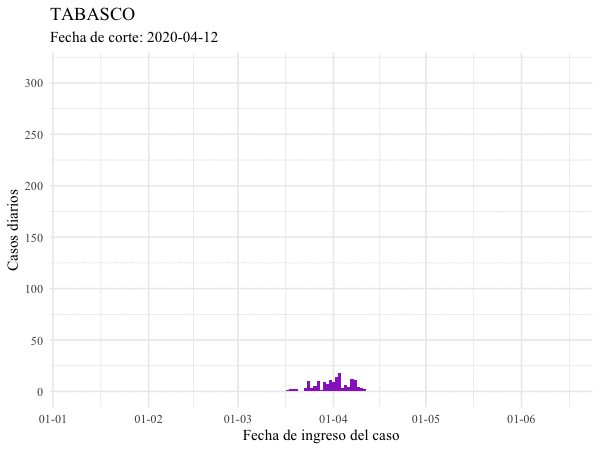 TABASCO
Fecha de corte: 2020-04-12
Casos diarios
300
250
200
150
100
50
0
01-01 01-02 01-03 01-04 01-05 01-06
Fecha de ingreso del caso